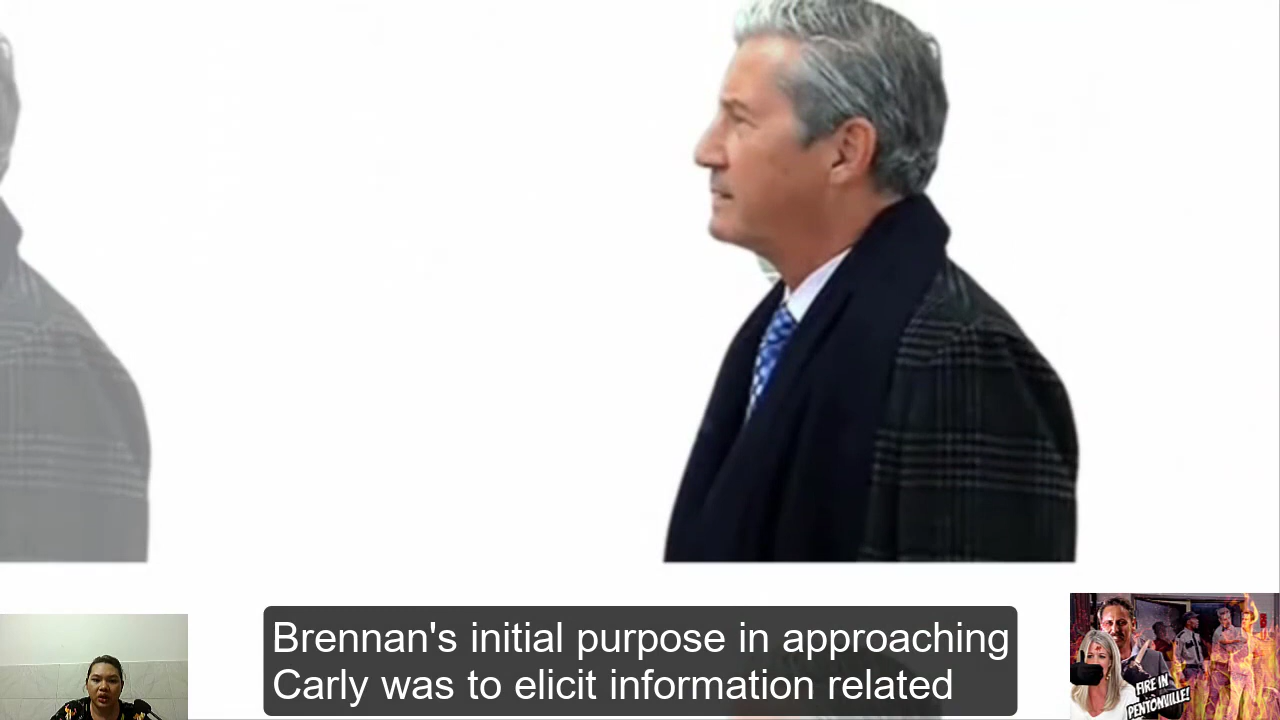 Brennan's initial purpose in approaching
Carly was to elicit information related
FIRE IN
PENTONVILLE!